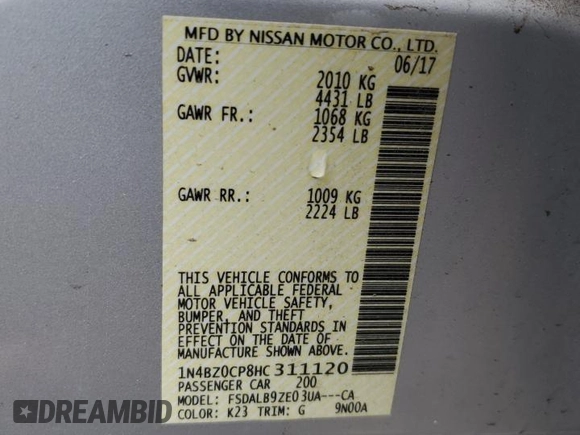 MFD BY NISSAN MOTOR CO., LTD.
DATE: 06/17
GVWR: 2010 KG
4431 LB
GAWR FR.: 1068 KG
2354 LB
GAWR RR.: 1009 KG
2224 LB
THIS VEHICLE CONFORMS TO
ALL APPLICABLE FEDERAL
MOTOR VEHICLE SAFETY,
BUMPER, AND THEFT
PREVENTION STANDARDS IN
EFFECT ON THE DATE OF
MANUFACTURE SHOWN ABOVE.
1N4BZ0CP8HC311120
PASSENGER CAR 200
MODEL: FSDALB9ZE03UA---CA
COLOR: K23 TRIM: G 9N00A
BIDHISTORY